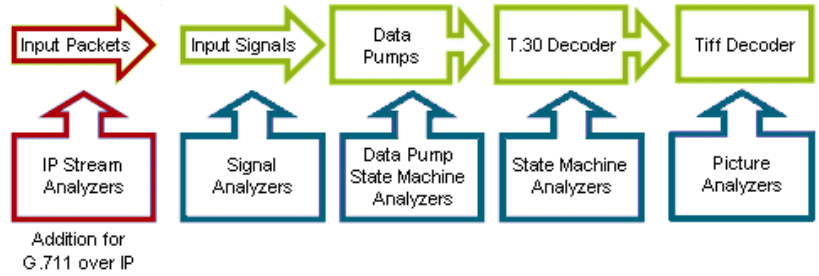 Input Packets
Input Signals
Data
Pumps
T.30 Decoder
Tiff Decoder
IP Stream
Analyzers
Signal
Analyzers
Data Pump
State Machine
Analyzers
State Machine
Analyzers
Picture
Analyzers
Addition for
G.711 over IP